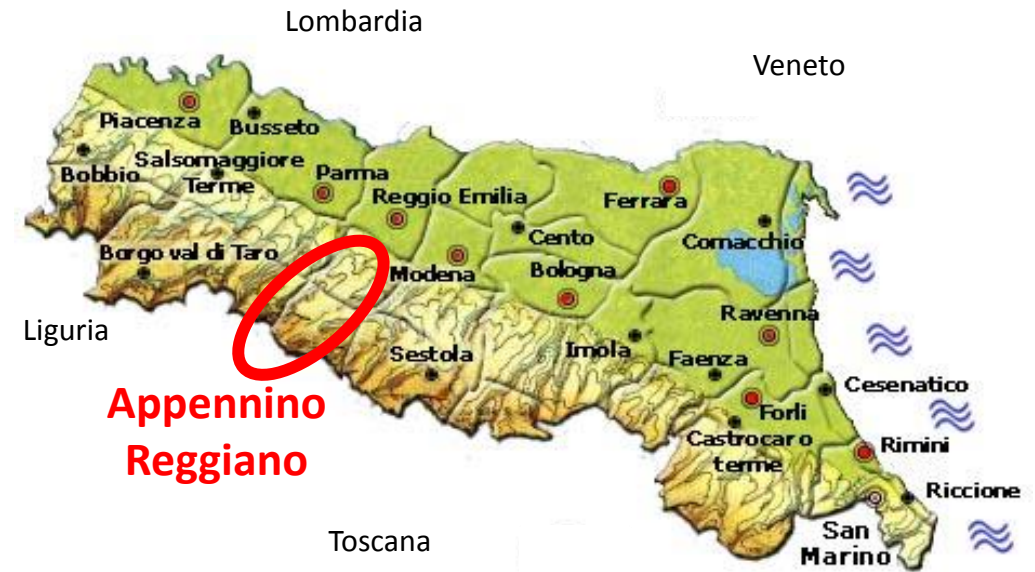 Lombardia
Veneto
Piacenza
Busseto
Bobbio
Salsomaggiore
Terme
Parma
Reggio Emilia
Ferrara
Cento
Comacchio
Borgo val di Taro
Modena
Bologna
Ravenna
Liguria
Sestola
Imola
Faenza
Cesenatico
Appennino
Reggiano
Forli
Castrocaro
terme
Rimini
Riccione
San
Marino
Toscana